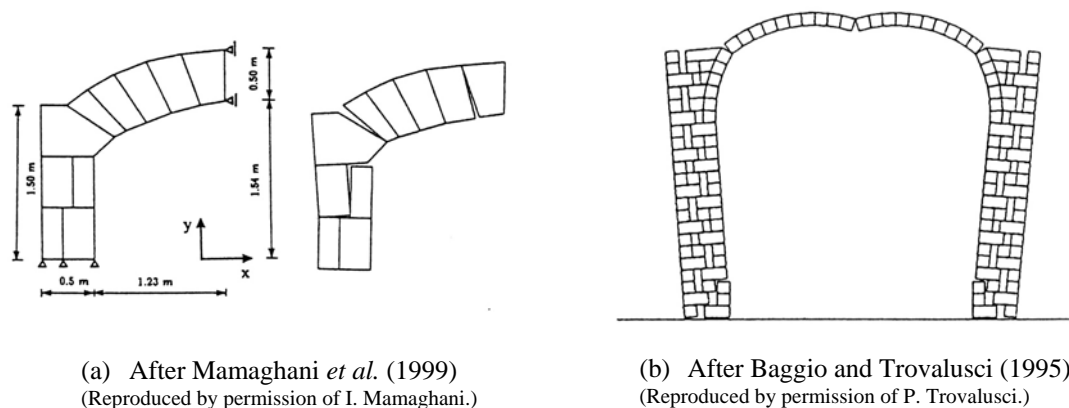 0.50 m
1.50 m
1.54 m
y
x
0.5 m
1.23 m
(a) After Mamaghani et al. (1999)
(Reproduced by permission of I. Mamaghani.)
(b) After Baggio and Trovalusci (1995)
(Reproduced by permission of P. Trovalusci.)